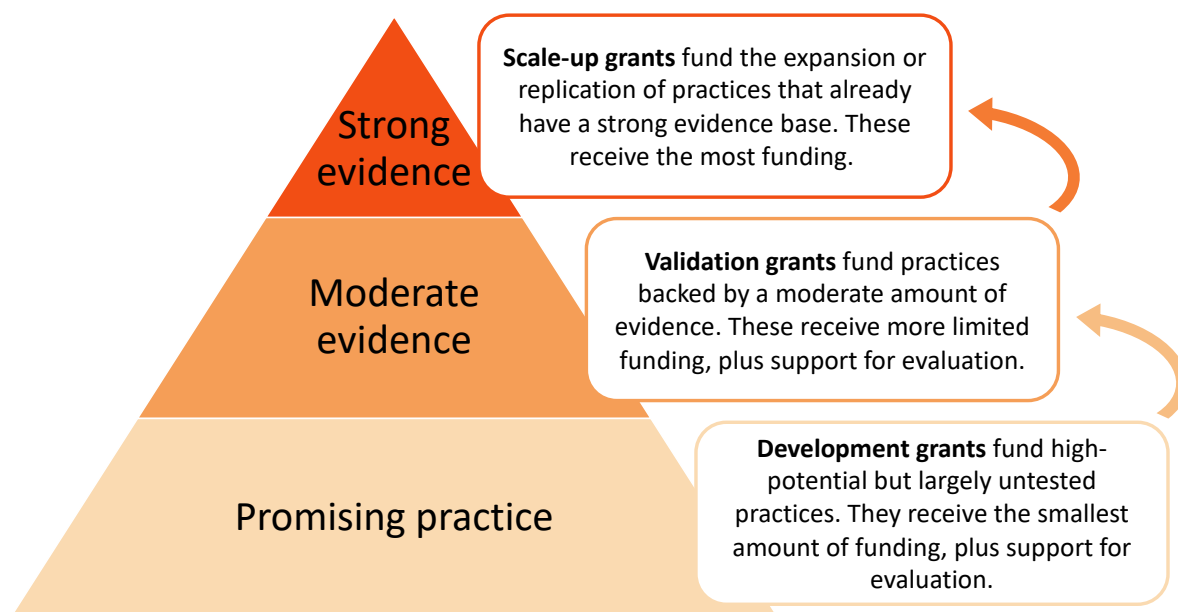 Strong
evidence
Scale-up grants fund the expansion or
replication of practices that already
have a strong evidence base. These
receive the most funding.
Moderate
evidence
Validation grants fund practices
backed by a moderate amount of
evidence. These receive more limited
funding, plus support for evaluation.
Promising practice
Development grants fund high-
potential but largely untested
practices. They receive the smallest
amount of funding, plus support for
evaluation.